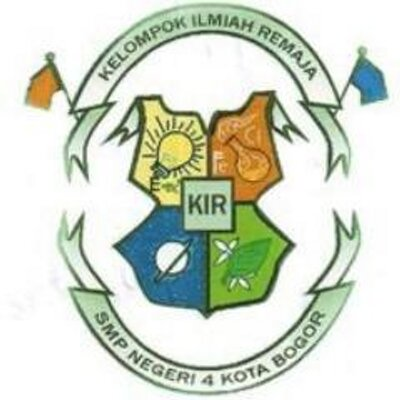 KELOMPOK ILMIAH REMAJA
KIR
SMP NEGERI 4 KOTA BOGOR